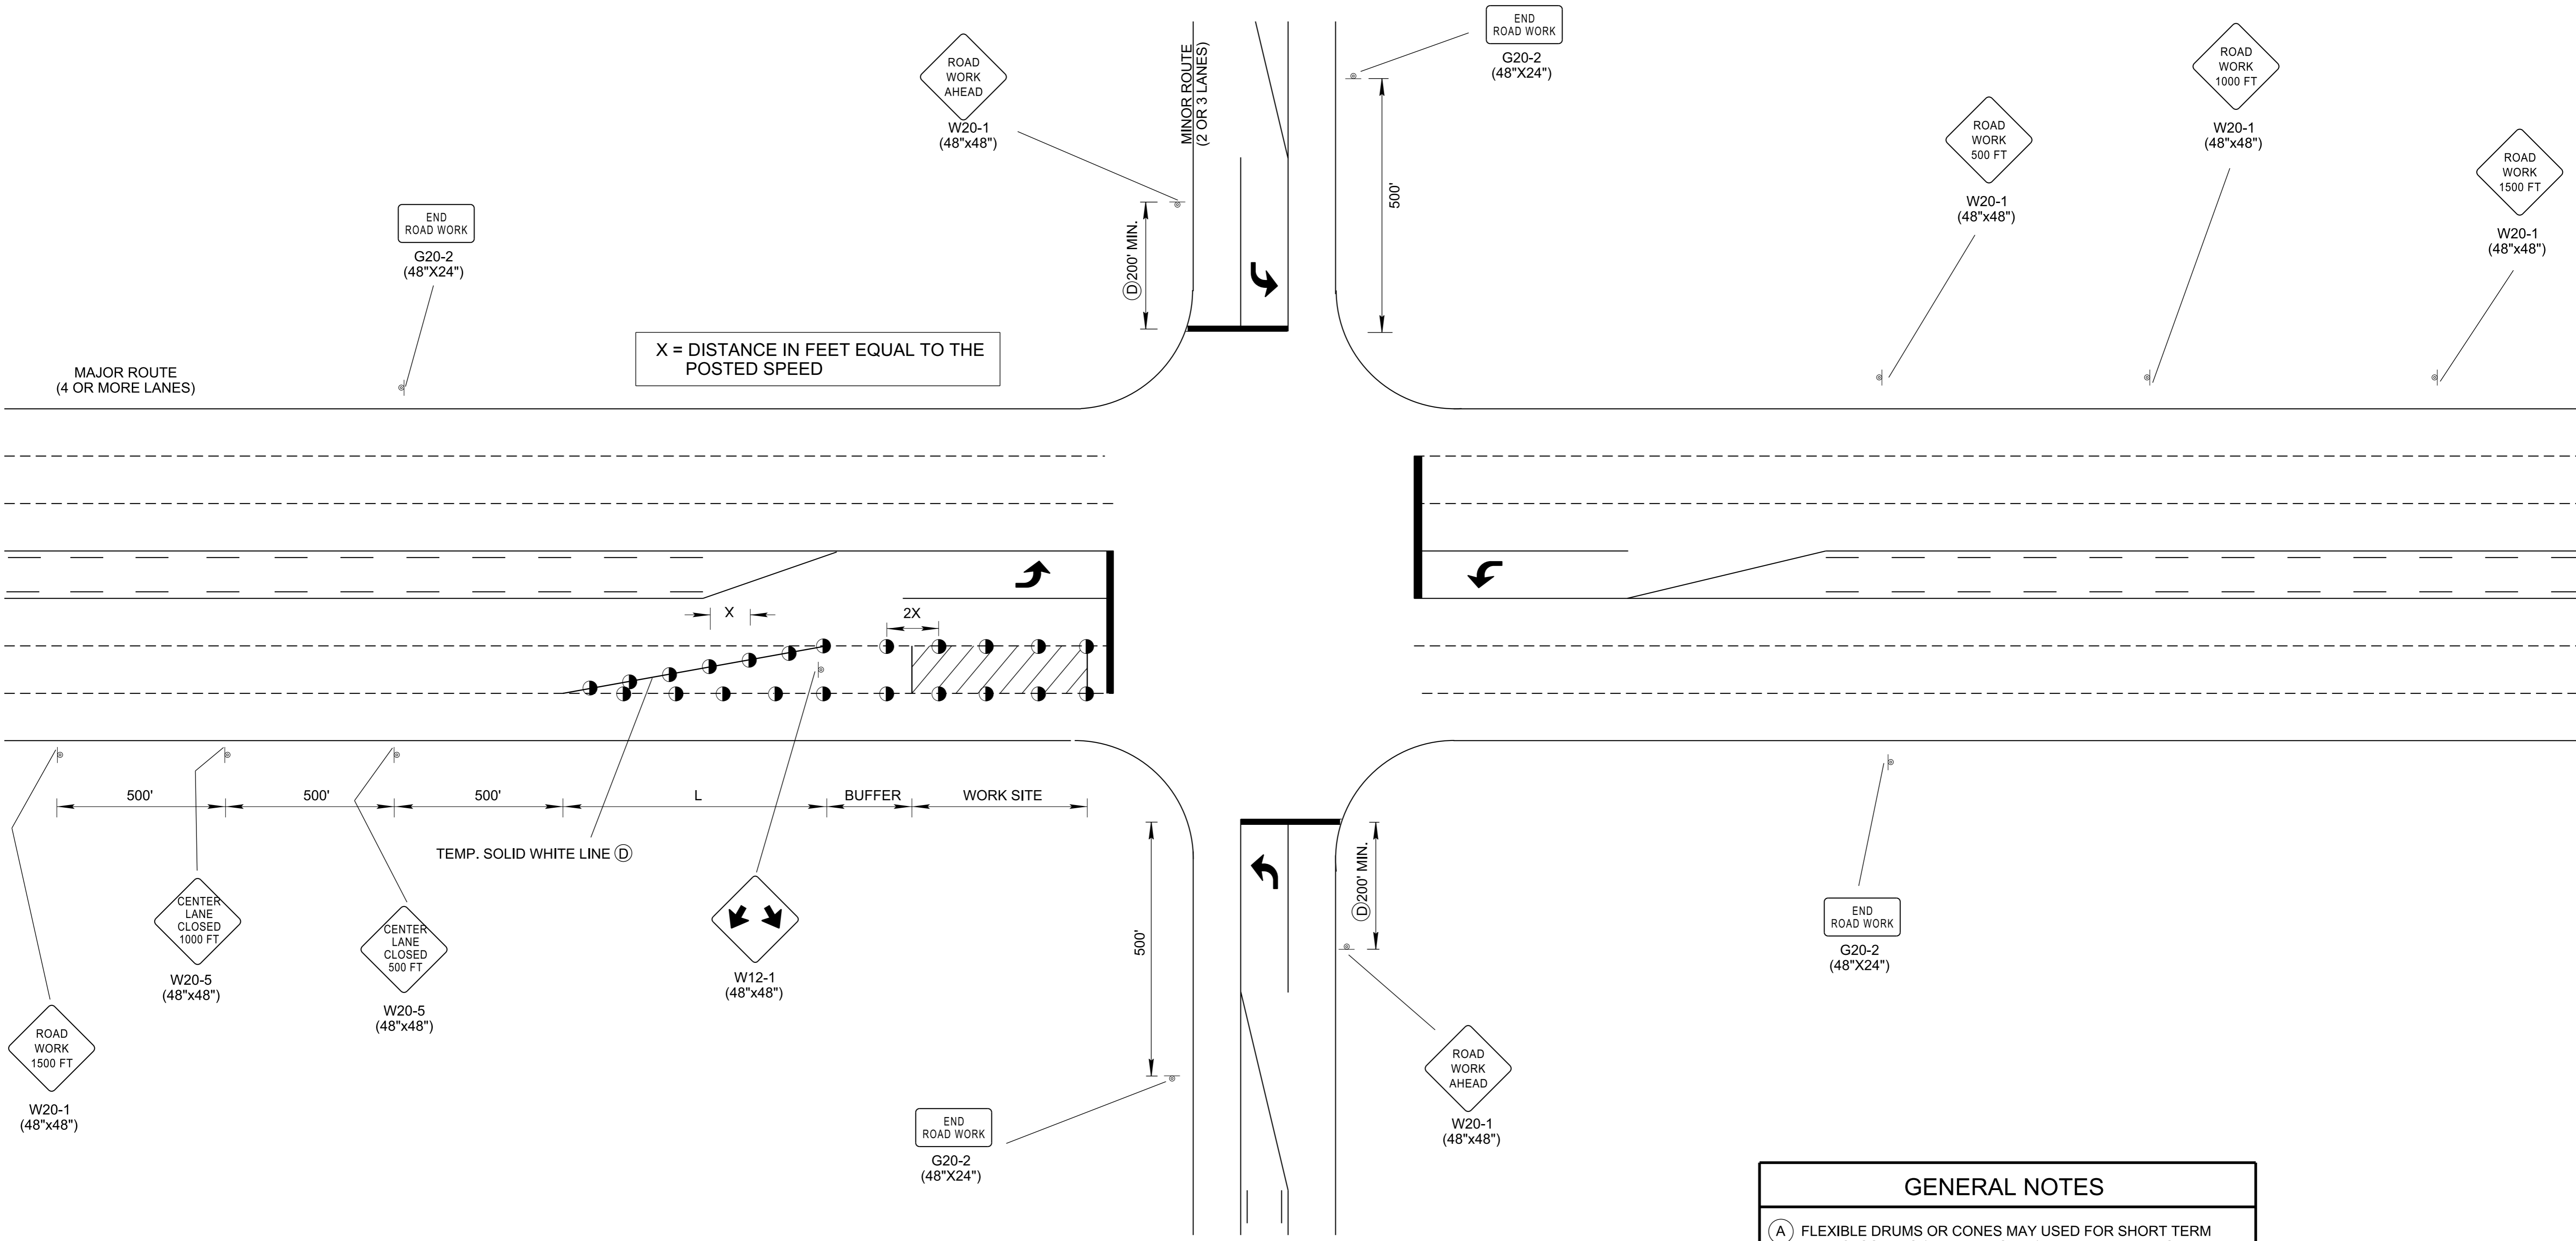 END
ROAD WORK
G20-2
(48"X24")
ROAD
WORK
AHEAD
W20-1
(48"x48")
MINOR ROUTE
(2 OR 3 LANES)
ROAD
WORK
1000 FT
W20-1
(48"x48")
ROAD
WORK
500 FT
W20-1
(48"x48")
ROAD
WORK
1500 FT
W20-1
(48"x48")
END
ROAD WORK
G20-2
(48"X24")
D 200' MIN.
500'
X = DISTANCE IN FEET EQUAL TO THE
POSTED SPEED
MAJOR ROUTE
(4 OR MORE LANES)
X
2X
500'
500'
500'
L
BUFFER
WORK SITE
TEMP. SOLID WHITE LINE D
CENTER
LANE
CLOSED
1000 FT
W20-5
(48"x48")
CENTER
LANE
CLOSED
500 FT
W20-5
(48"x48")
W12-1
(48"x48")
ROAD
WORK
1500 FT
W20-1
(48"x48")
500'
D 200' MIN.
END
ROAD WORK
G20-2
(48"X24")
ROAD
WORK
AHEAD
W20-1
(48"x48")
END
ROAD WORK
G20-2
(48"X24")
GENERAL NOTES
A FLEXIBLE DRUMS OR CONES MAY USED FOR SHORT TERM